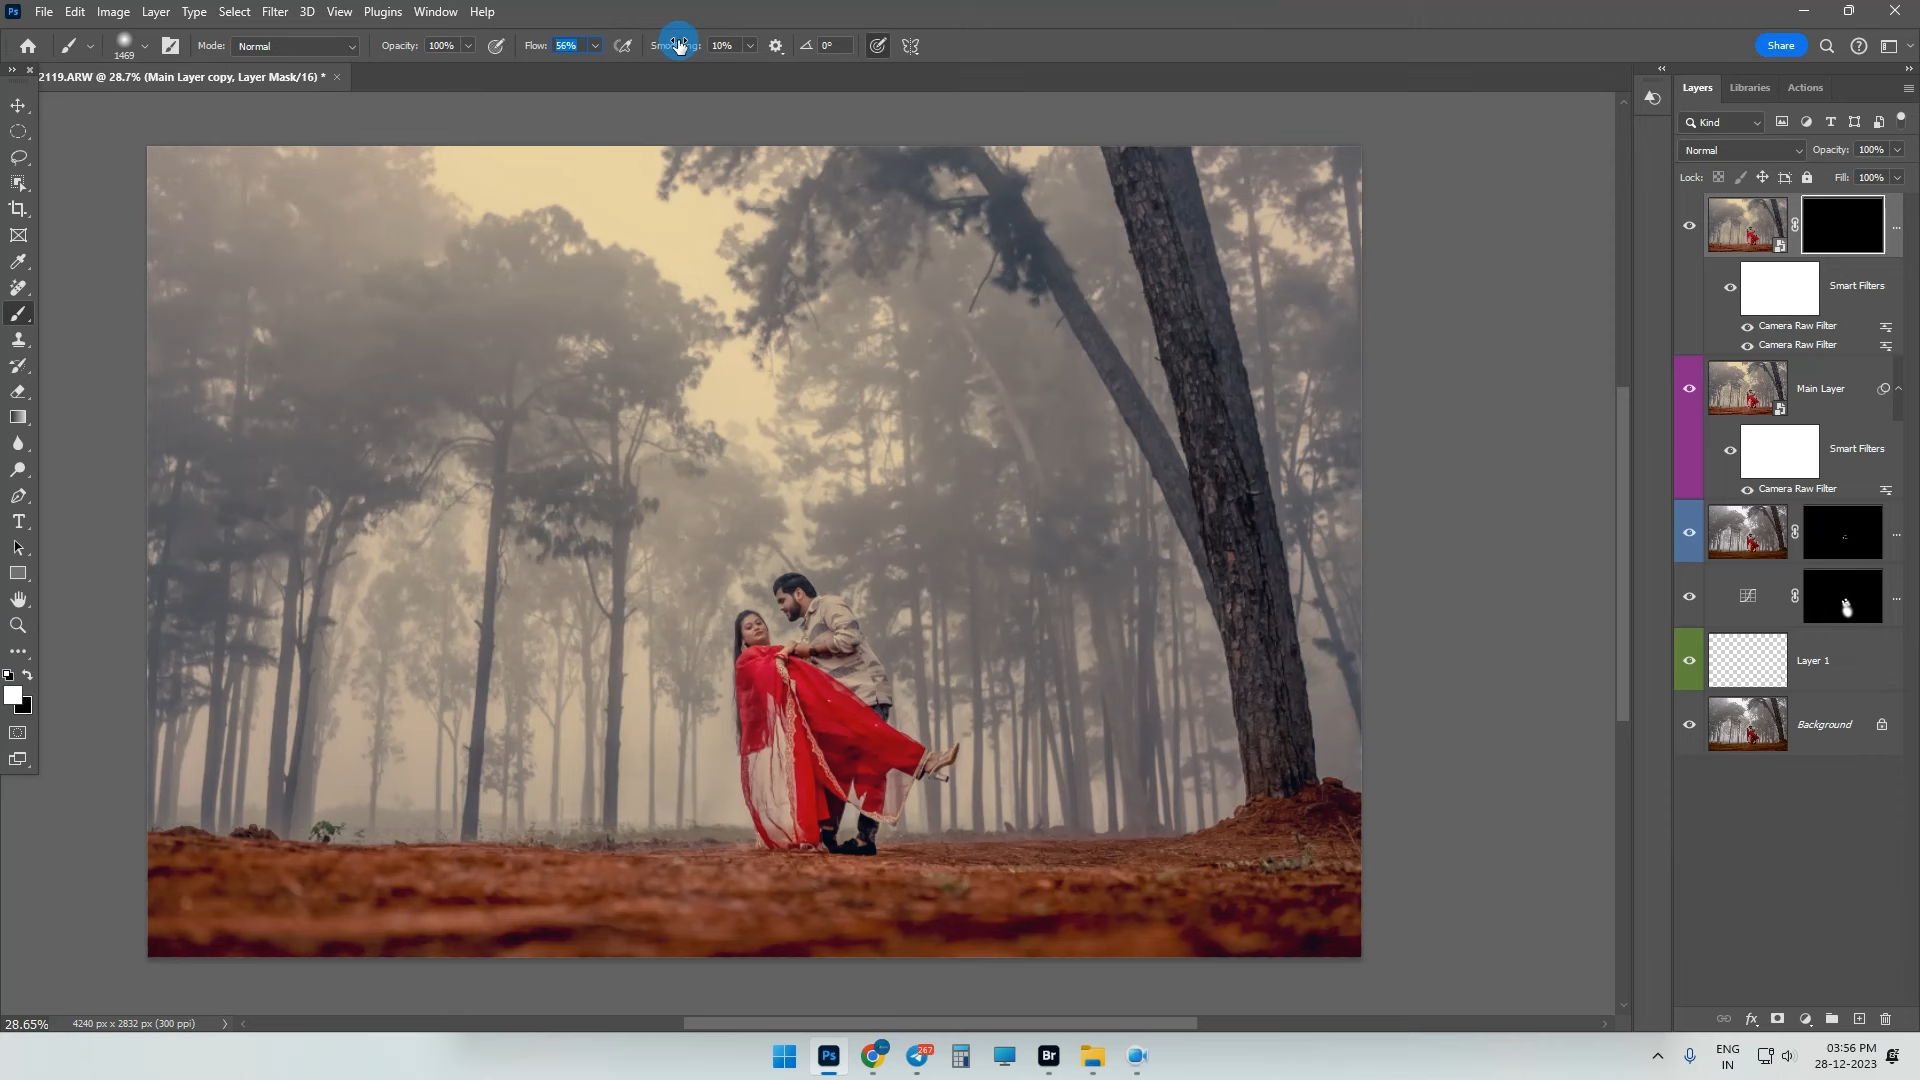 Ps File Edit Image Layer Type Select Filter 3D View Plugins Window Help
1469 Mode: Normal Opacity: 100% Flow: 56% 10% 0° Share
2119.ARW @ 28.7% (Main Layer copy, Layer Mask/16) * ×
Layers Libraries Actions
Kind
Normal Opacity: 100%
Lock: Fill: 100%
Smart Filters
Camera Raw Filter
Camera Raw Filter
Main Layer
Smart Filters
Camera Raw Filter
Layer 1
Background
28.65% 4240 px x 2832 px (300 ppi)
Ps 267 Br
ENG
IN
03:56 PM
28-12-2023